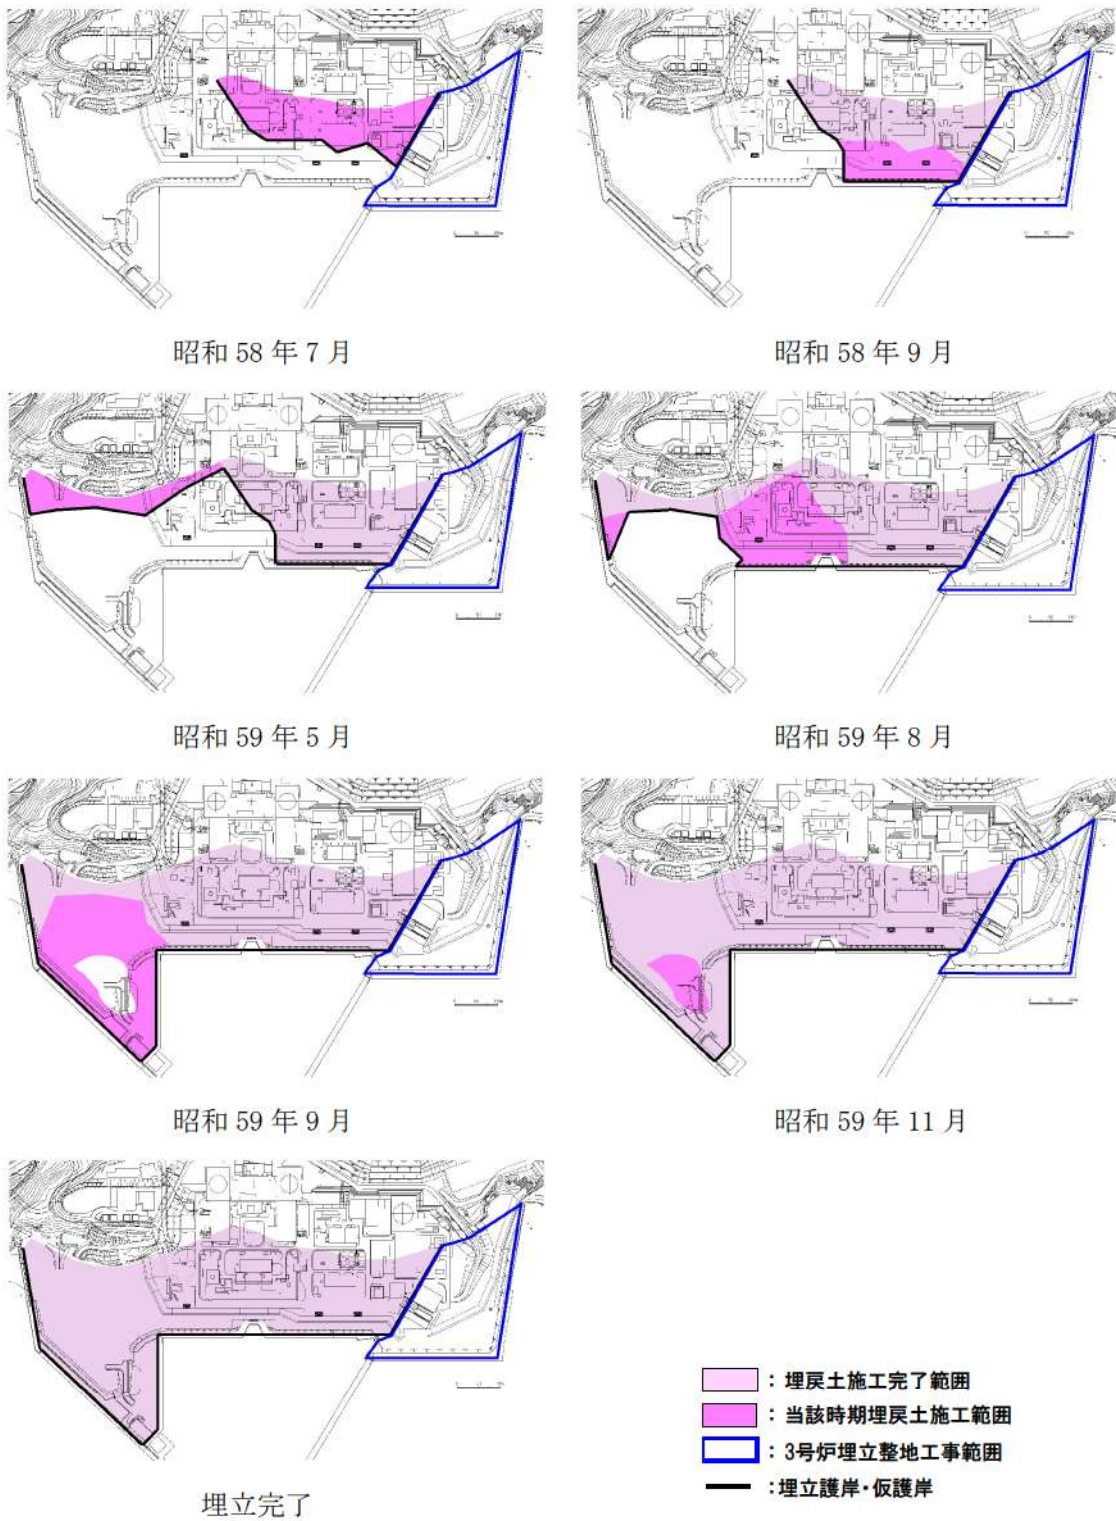 昭和 58 年 7 月
昭和 58 年 9 月
昭和 59 年 5 月
昭和 59 年 8 月
昭和 59 年 9 月
昭和 59 年 11 月
埋立完了
：埋戻土施工完了範囲
：当該時期埋戻土施工範囲
：3号炉埋立整地工事範囲
：埋立護岸・仮護岸